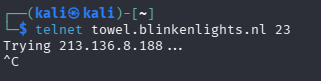 ┌──(kali㉿kali)-[~]
└─$ telnet towel.blinkenlights.nl 23
Trying 213.136.8.188...
^C